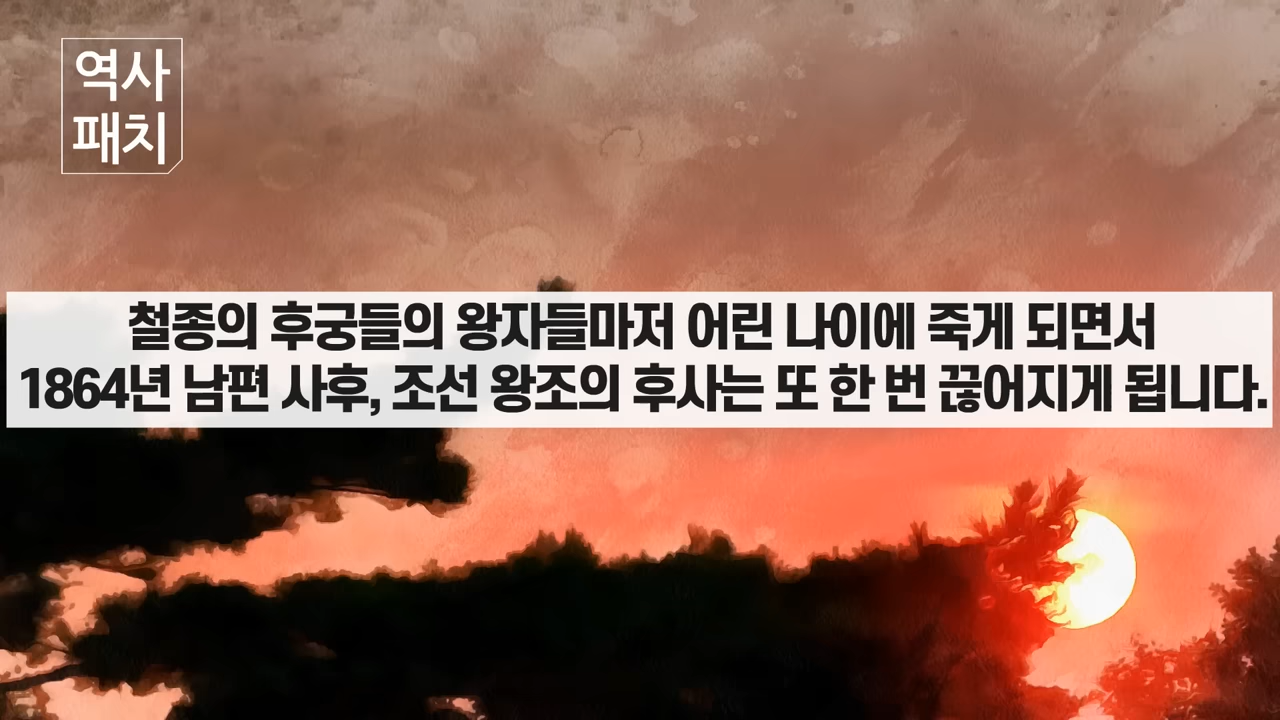 역사
패치
철종의 후궁들의 왕자들마저 어린 나이에 죽게 되면서
1864년 남편 사후, 조선 왕조의 후사는 또 한 번 끊어지게 됩니다.